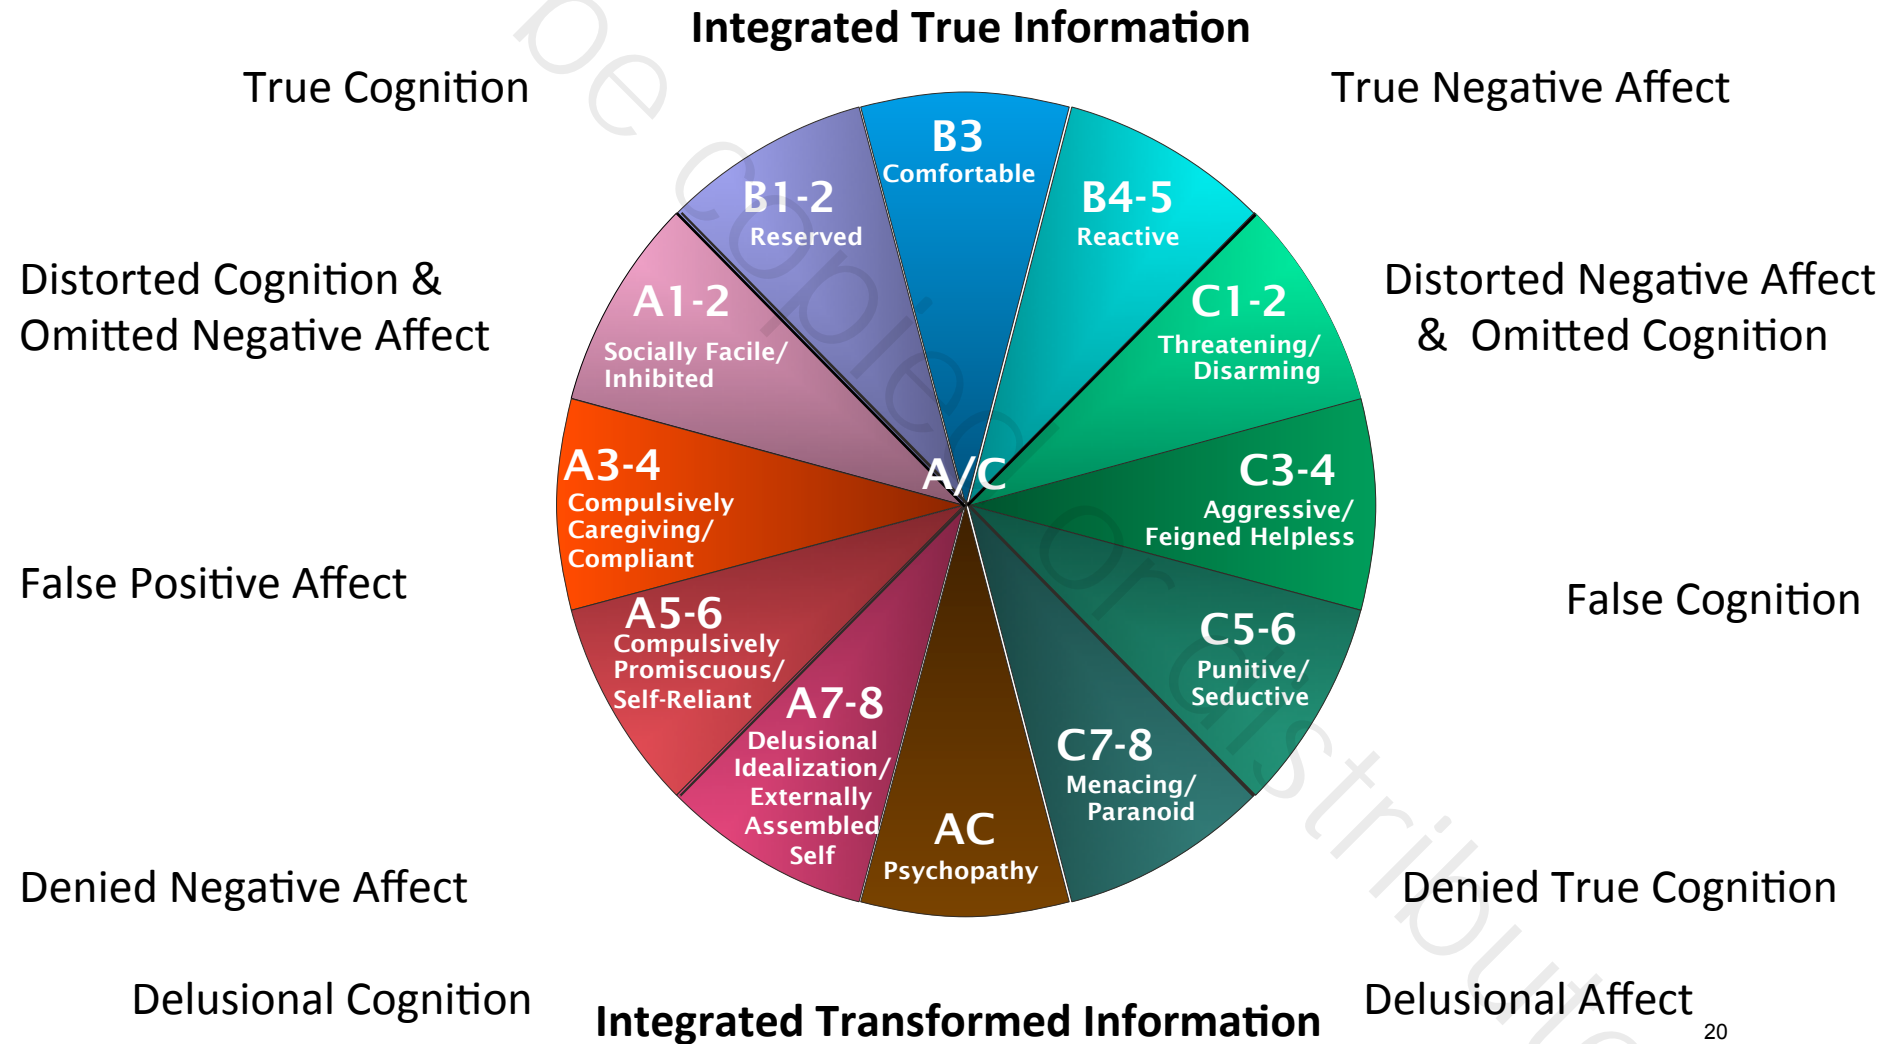 Integrated True Information
True Cognition
True Negative Affect
B3
Comfortable
B1-2
Reserved
B4-5
Reactive
Distorted Cognition &
Omitted Negative Affect
A1-2
Socially Facile/
Inhibited
C1-2
Threatening/
Disarming
Distorted Negative Affect
& Omitted Cognition
A/C
A3-4
Compulsively
Caregiving/
Compliant
C3-4
Aggressive/
Feigned Helpless
False Positive Affect
False Cognition
A5-6
Compulsively
Promiscuous/
Self-Reliant
C5-6
Punitive/
Seductive
A7-8
Delusional
Idealization/
Externally
Assembled
Self
C7-8
Menacing/
Paranoid
AC
Psychopathy
Denied Negative Affect
Denied True Cognition
Delusional Cognition
Integrated Transformed Information
Delusional Affect
20
be copied or distribute